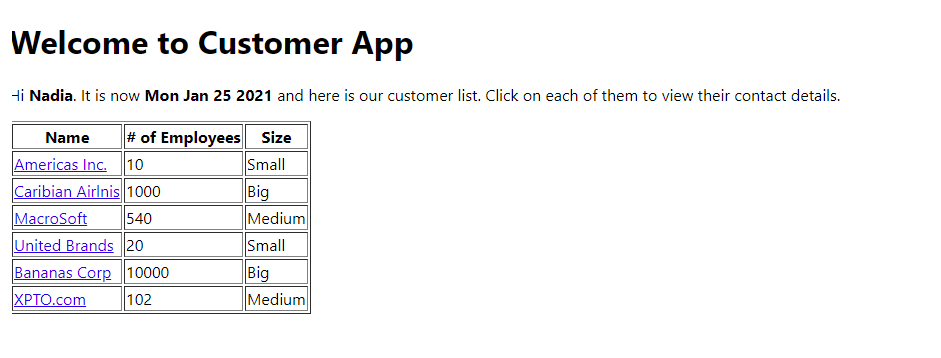 Welcome to Customer App
Hi Nadia. It is now Mon Jan 25 2021 and here is our customer list. Click on each of them to view their contact details.
Name # of Employees Size
Americas Inc. 10 Small
Caribian Airlnis 1000 Big
MacroSoft 540 Medium
United Brands 20 Small
Bananas Corp 10000 Big
XPTO.com 102 Medium